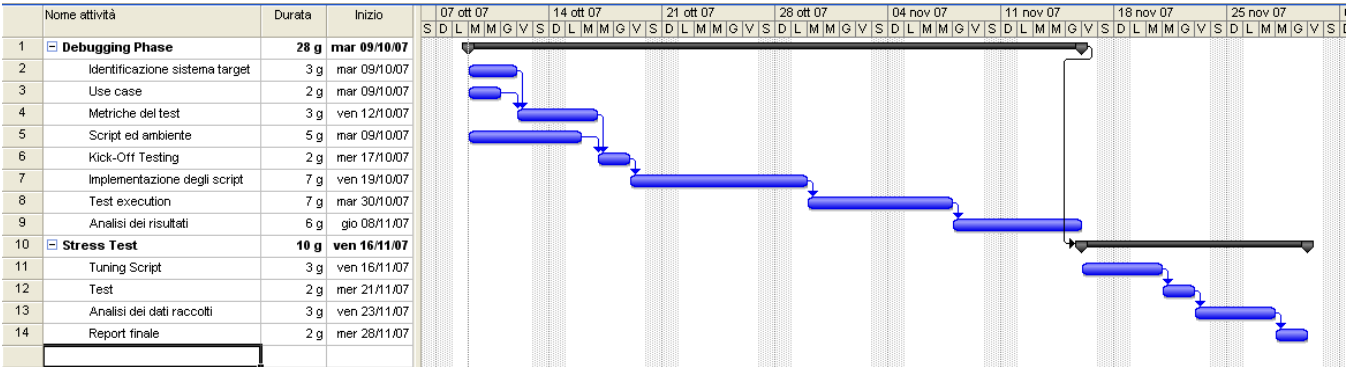 Nome attività Durata Inizio 07 ott 07 14 ott 07 21 ott 07 28 ott 07 04 nov 07 11 nov 07 18 nov 07 25 nov 07
S D L M M G V S D L M M G V S D L M M G V S D L M M G V S D L M M G V S D L M M G V S D L M M G V S D L M M G V S
1 Debugging Phase 28 g mar 09/10/07
2 Identificazione sistema target 3 g mar 09/10/07
3 Use case 2 g mar 09/10/07
4 Metriche del test 3 g ven 12/10/07
5 Script ed ambiente 5 g mar 09/10/07
6 Kick-Off Testing 2 g mer 17/10/07
7 Implementazione degli script 7 g ven 19/10/07
8 Test execution 7 g mar 30/10/07
9 Analisi dei risultati 6 g gio 08/11/07
10 Stress Test 10 g ven 16/11/07
11 Tuning Script 3 g ven 16/11/07
12 Test 2 g mer 21/11/07
13 Analisi dei dati raccolti 3 g ven 23/11/07
14 Report finale 2 g mer 28/11/07